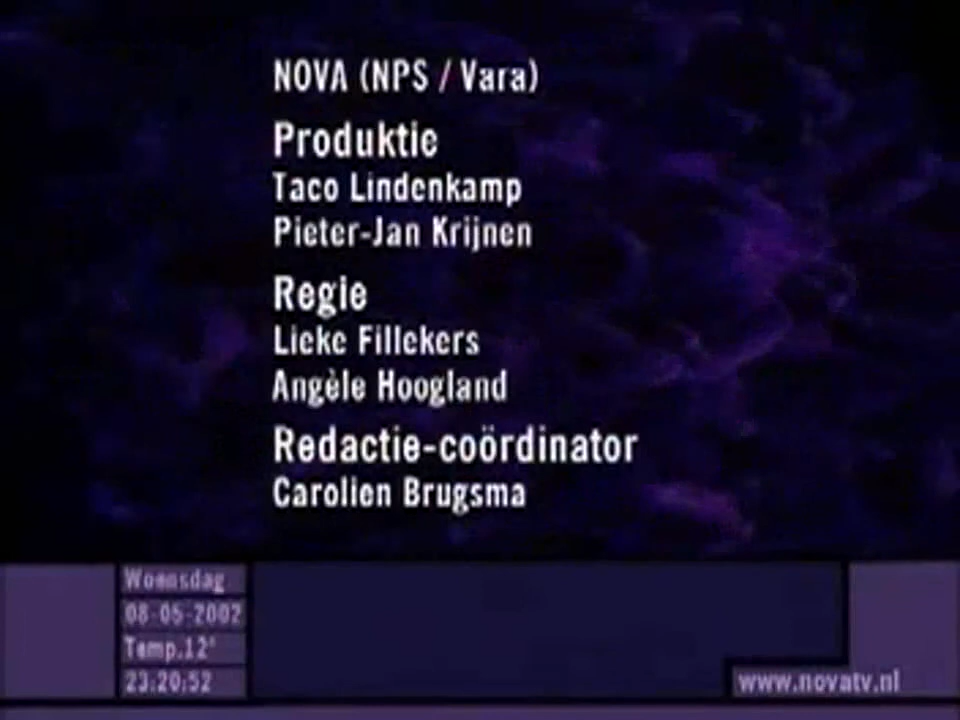 NOVA (NPS / Vara)
Produktie
Taco Lindenkamp
Pieter-Jan Krijnen
Regie
Lieke Fillekers
Angèle Hoogland
Redactie-coördinator
Carolien Brugsma
Woensdag
08-05-2002
Temp.12°
23:20:52
www.novatv.nl